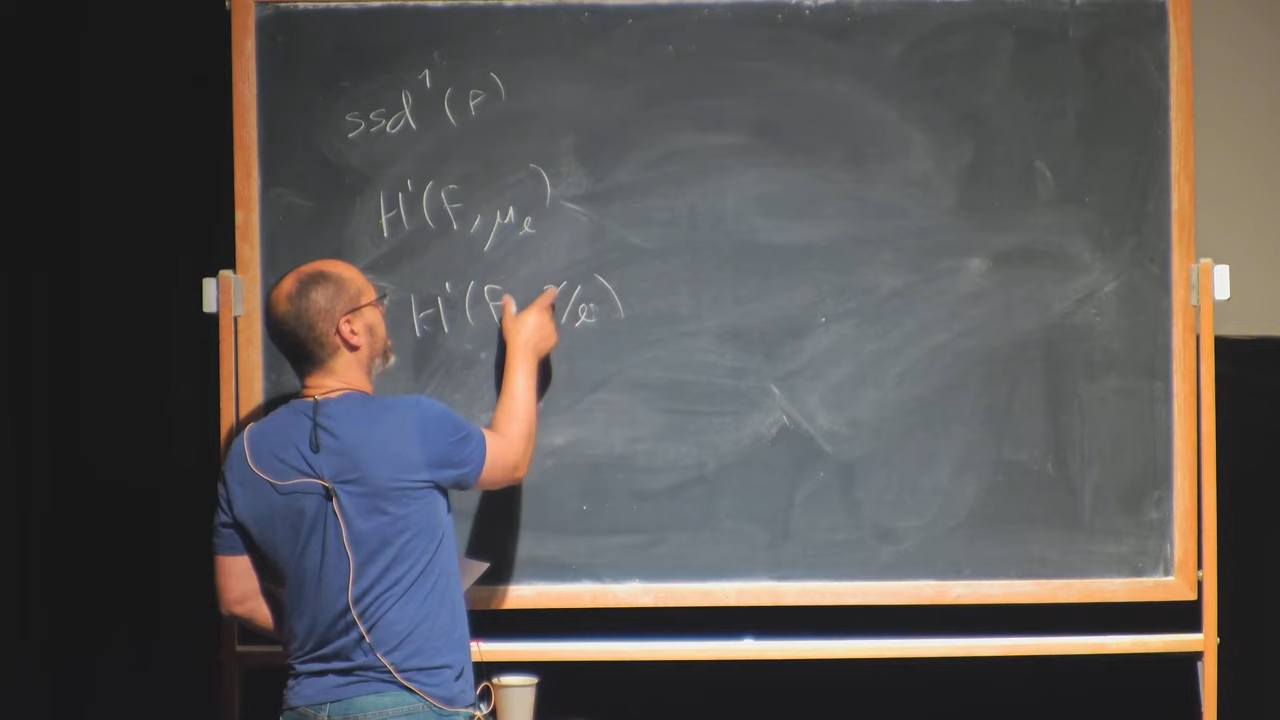 ssd¹(F)
H¹(F, μₑ)
H¹(F, /e)